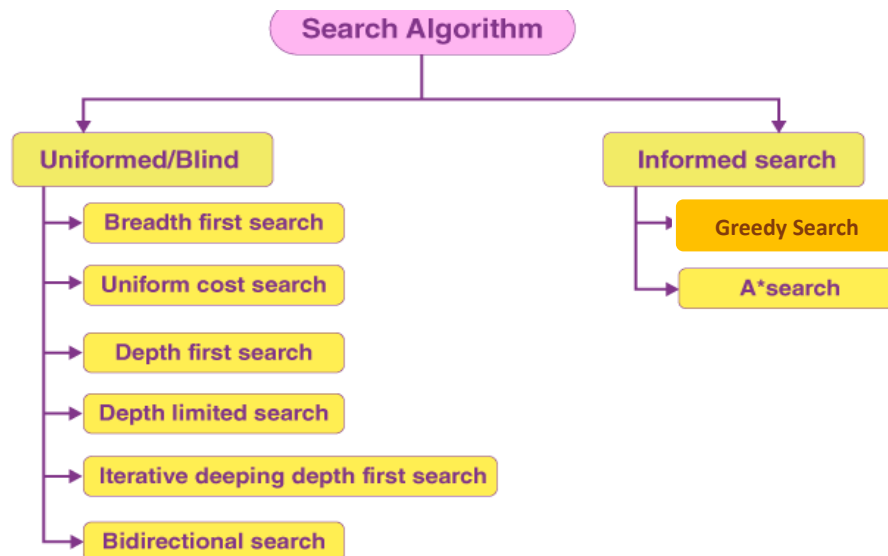 Search Algorithm
Uniformed/Blind
Breadth first search
Uniform cost search
Depth first search
Depth limited search
Iterative deeping depth first search
Bidirectional search
Informed search
Greedy Search
A*search